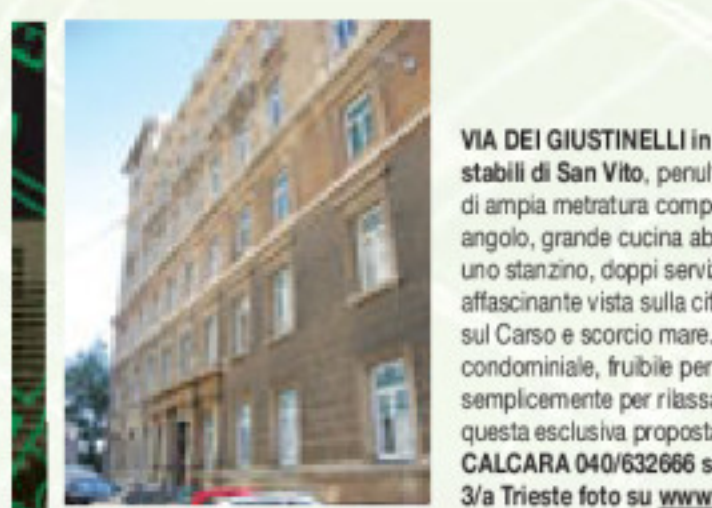 VIA DEI GIUSTINELLI in
stabili di San Vito, penul
di ampia metratura comp
angolo, grande cucina ab
uno stanzino, doppi serviz
affascinante vista sulla cit
sul Carso e scorcio mare.
condominiale, fruibile per
semplicemente per rilassa
questa esclusiva proposta
CALCARA 040/632666 s
3/a Trieste foto su www